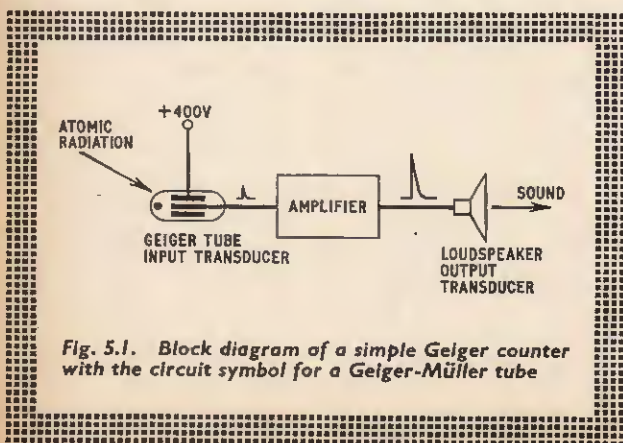 +400V
ATOMIC
RADIATION
AMPLIFIER
SOUND
GEIGER TUBE
INPUT TRANSDUCER
LOUDSPEAKER
OUTPUT
TRANSDUCER
Fig. 5.1. Block diagram of a simple Geiger counter
with the circuit symbol for a Geiger-Müller tube